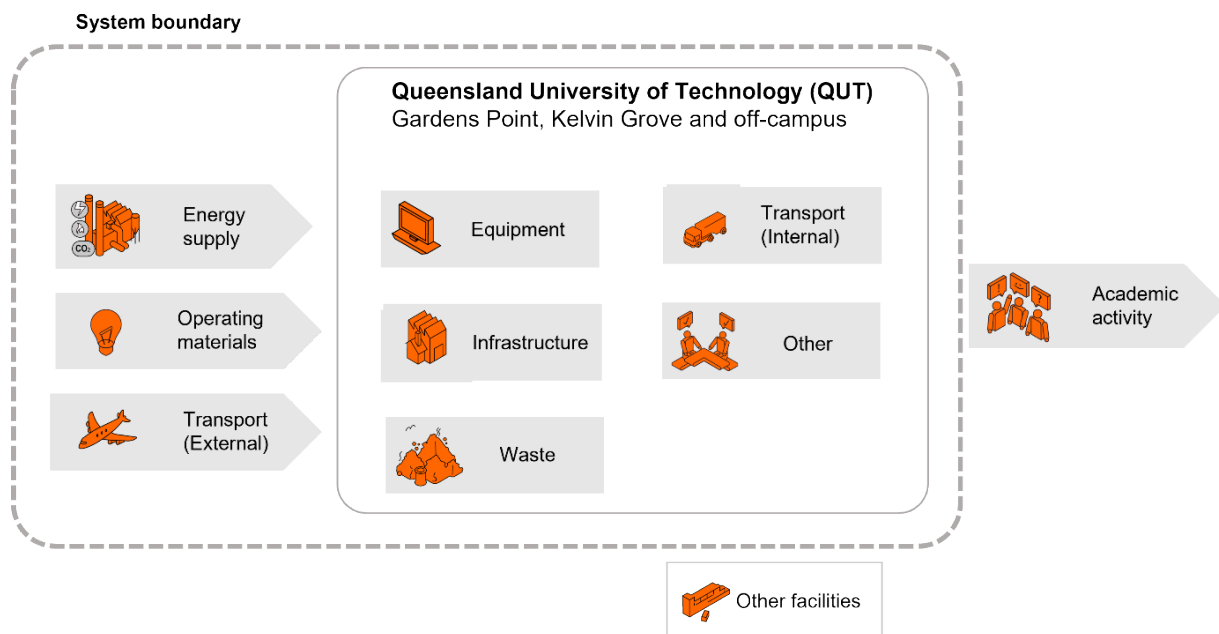 System boundary
Queensland University of Technology (QUT)
Gardens Point, Kelvin Grove and off-campus
Energy
supply
CO₂
Operating
materials
Transport
(External)
Equipment
Transport
(Internal)
Infrastructure
Other
Waste
Academic
activity
! ?
Other facilities